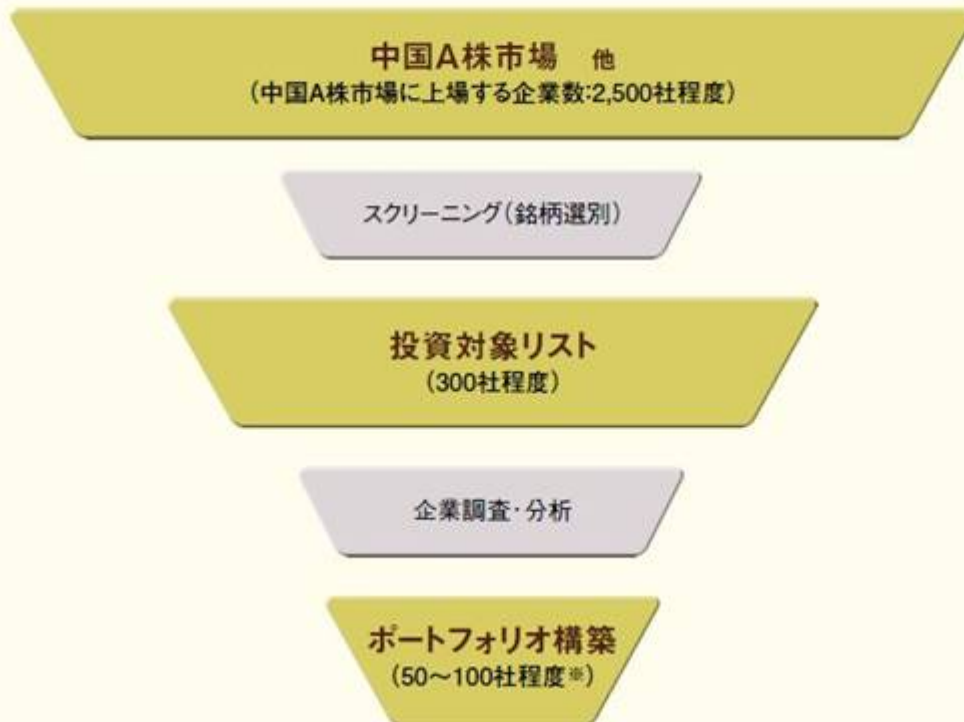 中国A株市場 他
(中国A株市場に上場する企業数:2,500社程度)
スクリーニング(銘柄選別)
投資対象リスト
(300社程度)
企業調査・分析
ポートフォリオ構築
(50～100社程度※)